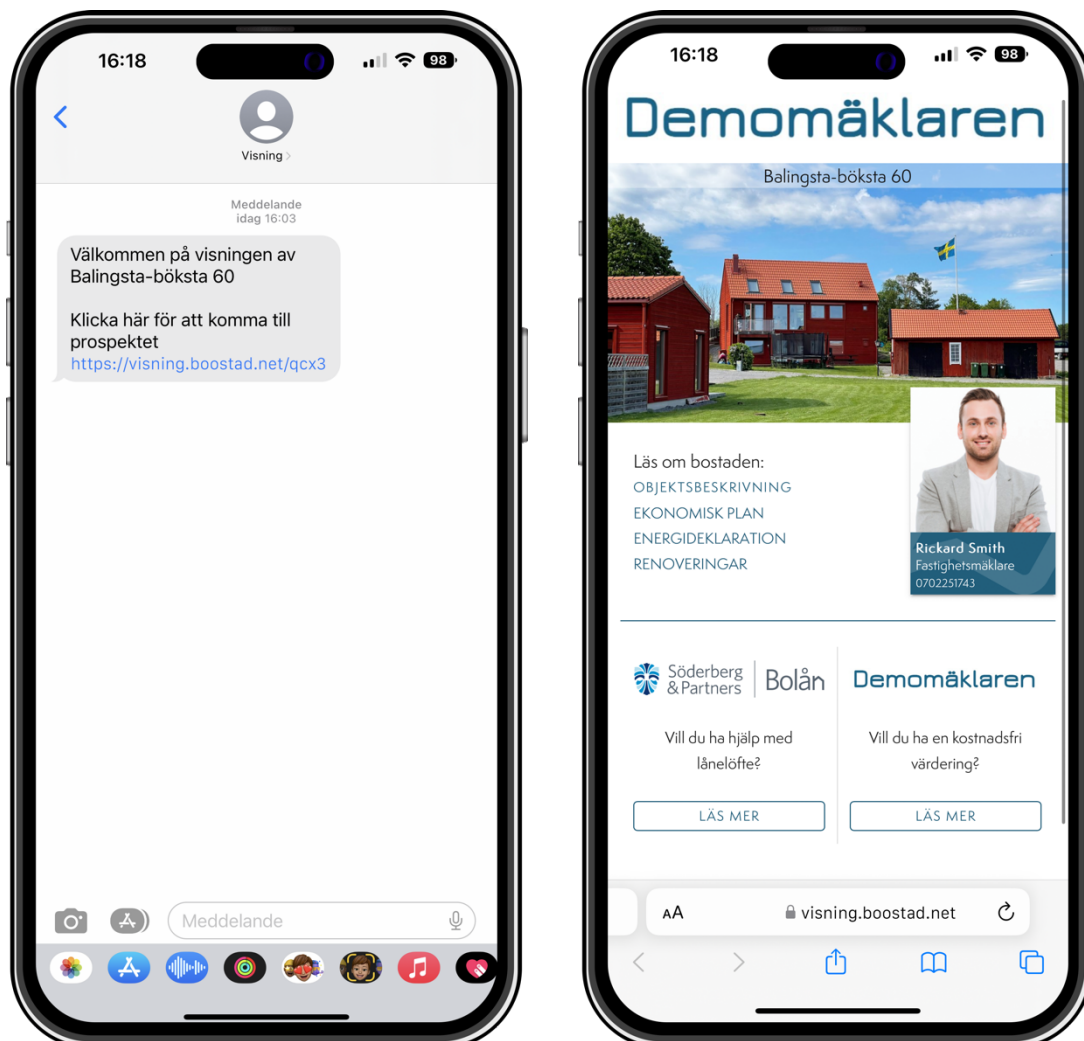 16:18
98
Visning
Meddelande
idag 16:03
Välkommen på visningen av
Balingsta-böksta 60
Klicka här för att komma till
prospektet
https://visning.boostad.net/qcx3
Meddelande
16:18
98
Demomäklaren
Balingsta-böksta 60
Läs om bostaden:
OBJEKTSBESKRIVNING
EKONOMISK PLAN
ENERGIDEKLARATION
RENOVERINGAR
Rickard Smith
Fastighetsmäklare
0702251743
Söderberg
& Partners
Bolån
Vill du ha hjälp med
lånelöfte?
LÄS MER
Demomäklaren
Vill du ha en kostnadsfri
värdering?
LÄS MER
AA
visning.boostad.net